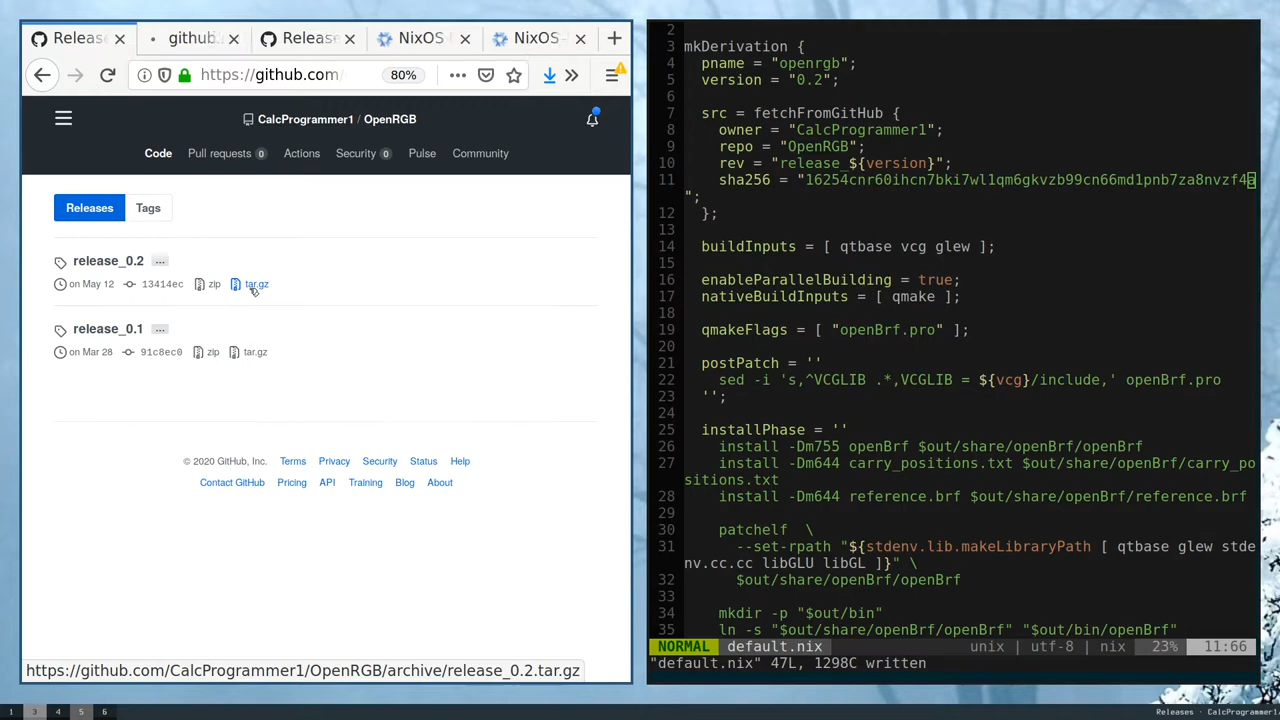 Release
github.
Release
NixOS
NixOS
https://github.com/
80%
CalcProgrammer1 / OpenRGB
Code
Pull requests 0
Actions
Security 0
Pulse
Community
Releases
Tags
release_0.2 ...
on May 12
13414ec
zip
tar.gz
release_0.1 ...
on Mar 28
91c8ec0
zip
tar.gz
© 2020 GitHub, Inc.
Terms
Privacy
Security
Status
Help
Contact GitHub
Pricing
API
Training
Blog
About
https://github.com/CalcProgrammer1/OpenRGB/archive/release_0.2.tar.gz
2
3 mkDerivation {
4 pname = "openrgb";
5 version = "0.2";
6
7 src = fetchFromGitHub {
8 owner = "CalcProgrammer1";
9 repo = "OpenRGB";
10 rev = "release_${version}";
11 sha256 = "16254cnr60ihcn7bki7wl1qm6gkvzb99cn66md1pnb7za8nvzf4a
";
12 };
13
14 buildInputs = [ qtbase vcg glew ];
15
16 enableParallelBuilding = true;
17 nativeBuildInputs = [ qmake ];
18
19 qmakeFlags = [ "openBrf.pro" ];
20
21 postPatch = ''
22 sed -i 's,^VCGLIB .*,VCGLIB = ${vcg}/include,' openBrf.pro
23 '';
24
25 installPhase = ''
26 install -Dm755 openBrf $out/share/openBrf/openBrf
27 install -Dm644 carry_positions.txt $out/share/openBrf/carry_po
sitions.txt
28 install -Dm644 reference.brf $out/share/openBrf/reference.brf
29
30 patchelf \
31 --set-rpath "${stdenv.lib.makeLibraryPath [ qtbase glew stde
nv.cc.cc libGLU libGL ]}" \
32 $out/share/openBrf/openBrf
33
34 mkdir -p "$out/bin"
35 ln -s "$out/share/openBrf/openBrf" "$out/bin/openBrf"
NORMAL default.nix unix | utf-8 | nix 23% 11:66
"default.nix" 47L, 1298C written
1 3 4 5 6
Releases · CalcProgrammer1/